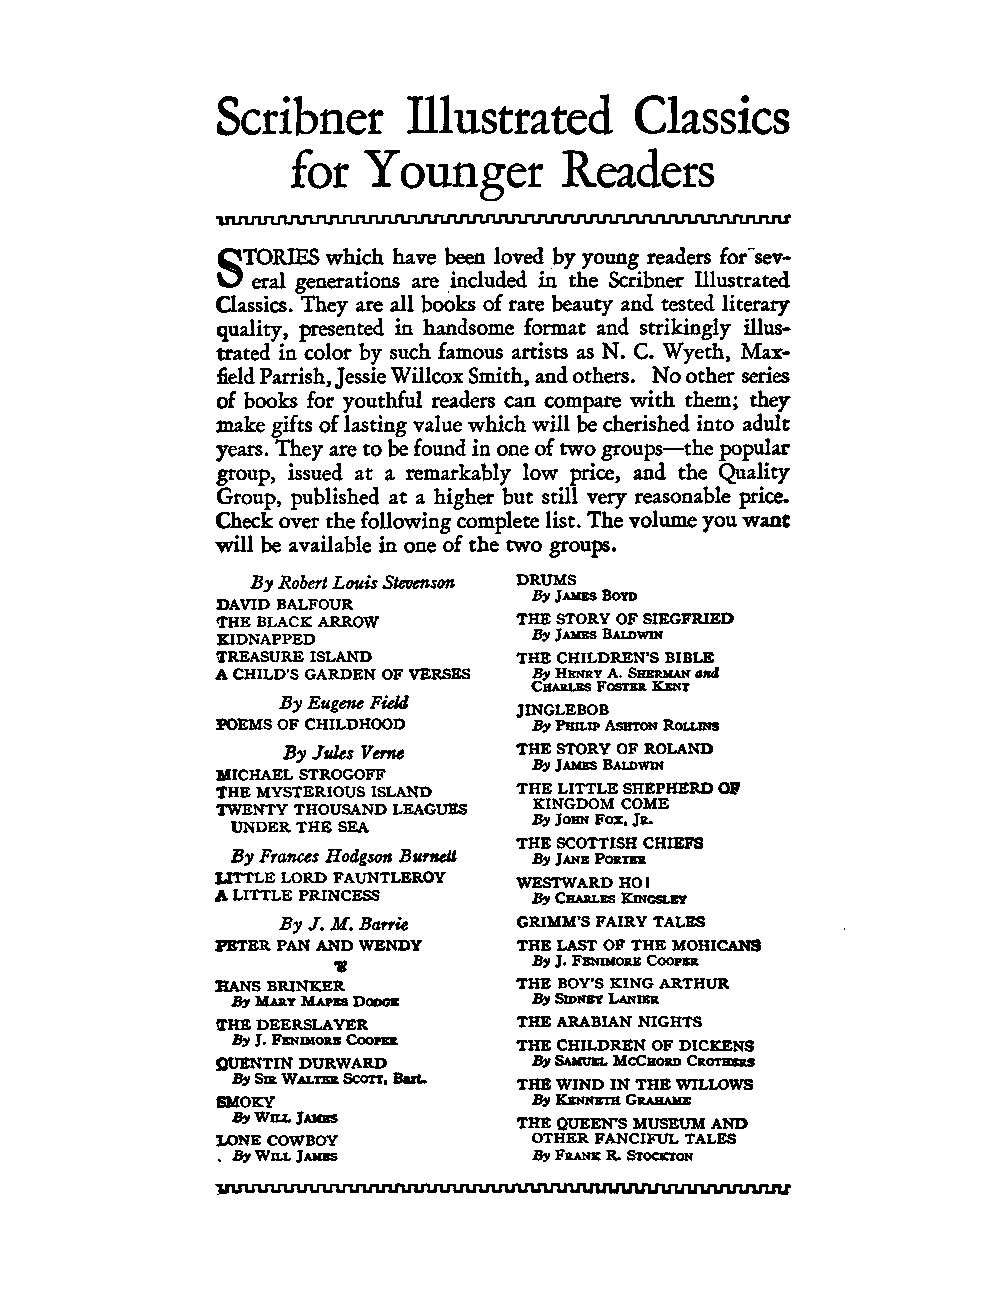 Scribner Illustrated Classics
for Younger Readers
STORIES which have been loved by young readers for sev-
eral generations are included in the Scribner Illustrated
Classics. They are all books of rare beauty and tested literary
quality, presented in handsome format and strikingly illus-
trated in color by such famous artists as N. C. Wyeth, Max-
field Parrish, Jessie Willcox Smith, and others. No other series
of books for youthful readers can compare with them; they
make gifts of lasting value which will be cherished into adult
years. They are to be found in one of two groups—the popular
group, issued at a remarkably low price, and the Quality
Group, published at a higher but still very reasonable price.
Check over the following complete list. The volume you want
will be available in one of the two groups.
By Robert Louis Stevenson
DAVID BALFOUR
THE BLACK ARROW
KIDNAPPED
TREASURE ISLAND
A CHILD'S GARDEN OF VERSES
By Eugene Field
POEMS OF CHILDHOOD
By Jules Verne
MICHAEL STROGOFF
THE MYSTERIOUS ISLAND
TWENTY THOUSAND LEAGUES
UNDER THE SEA
By Frances Hodgson Burnett
LITTLE LORD FAUNTLEROY
A LITTLE PRINCESS
By J. M. Barrie
PETER PAN AND WENDY
HANS BRINKER
By MARY MAPES DODGE
THE DEERSLAYER
By J. FENIMORE COOPER
QUENTIN DURWARD
By SIR WALTER SCOTT, Bart.
SMOKY
By WILL JAMES
LONE COWBOY
By WILL JAMES
DRUMS
By JAMES BOYD
THE STORY OF SIEGFRIED
By JAMES BALDWIN
THE CHILDREN'S BIBLE
By HENRY A. SHERMAN and
CHARLES FOSTER KENT
JINGLEBOB
By PHILIP ASHTON ROLLINS
THE STORY OF ROLAND
By JAMES BALDWIN
THE LITTLE SHEPHERD OF
KINGDOM COME
By JOHN FOX, JR.
THE SCOTTISH CHIEFS
By JANE PORTER
WESTWARD HO!
By CHARLES KINGSLEY
GRIMM'S FAIRY TALES
THE LAST OF THE MOHICANS
By J. FENIMORE COOPER
THE BOY'S KING ARTHUR
By SIDNEY LANIER
THE ARABIAN NIGHTS
THE CHILDREN OF DICKENS
By SAMUEL MCCHORD CROTHERS
THE WIND IN THE WILLOWS
By KENNETH GRAHAME
THE QUEEN'S MUSEUM AND
OTHER FANCIFUL TALES
By FRANK R. STOCKTON